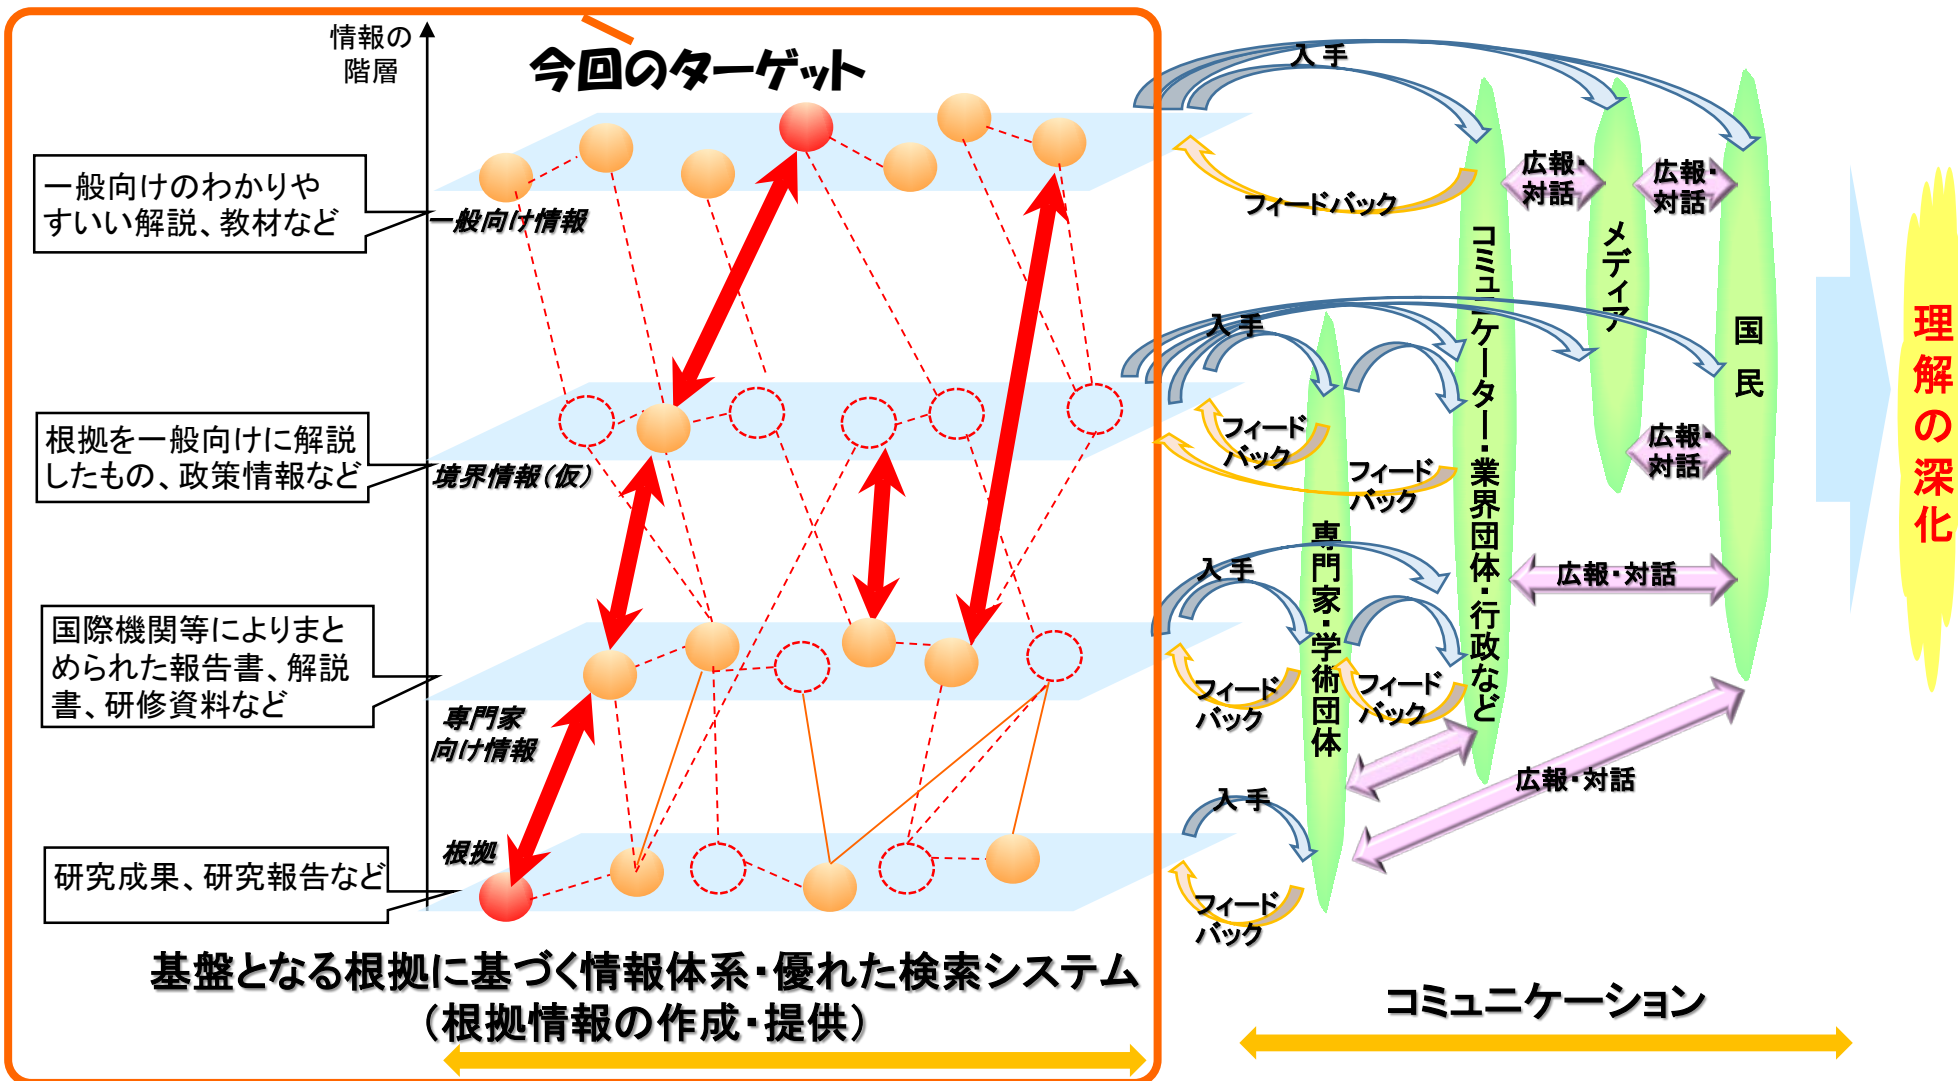 情報の
階層
今回のターゲット
一般向けのわかりや
すいい解説、教材など
一般向け情報
根拠を一般向けに解説
したもの、政策情報など
境界情報（仮）
国際機関等によりまと
められた報告書、解説
書、研修資料など
専門家
向け情報
根拠
研究成果、研究報告など
基盤となる根拠に基づく情報体系・優れた検索システム
（根拠情報の作成・提供）
入 手
フィードバック
広報・
対話
広報・
対話
コミュニケーター・業界団体・行政など
メディア
国 民
入 手
フィード
バック
フィード
バック
広報・
対話
専門家・学術団体
入 手
フィード
バック
フィード
バック
広報・対話
広報・対話
入 手
フィード
バック
コミュニケーション
理解の深化